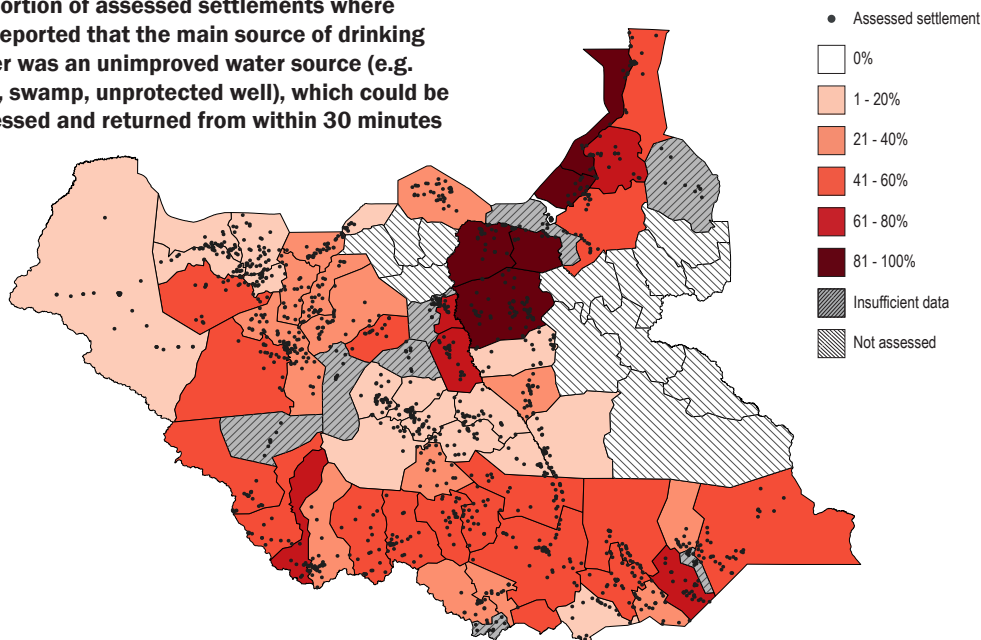 ortion of assessed settlements where
eported that the main source of drinking
er was an unimproved water source (e.g.
, swamp, unprotected well), which could be
essed and returned from within 30 minutes
Assessed settlement
0%
1 - 20%
21 - 40%
41 - 60%
61 - 80%
81 - 100%
Insufficient data
Not assessed